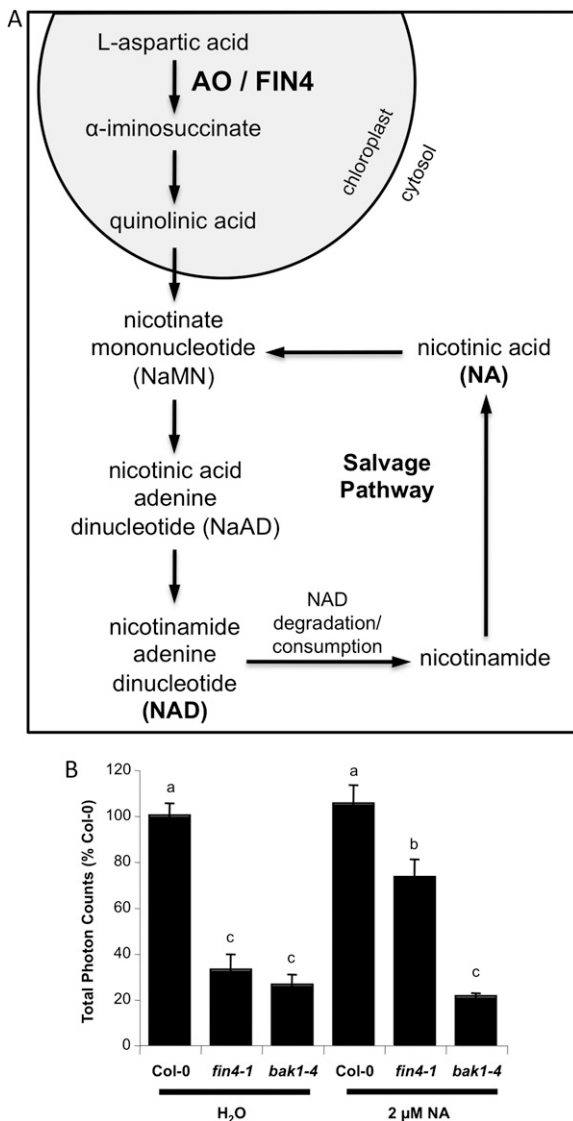 A
L-aspartic acid
AO / FIN4
α-iminosuccinate
chloroplast
cytosol
quinolinic acid
nicotinate
mononucleotide
(NaMN)
nicotinic acid
(NA)
nicotinic acid
adenine
dinucleotide (NaAD)
Salvage
Pathway
nicotinamide
adenine
dinucleotide
(NAD)
NAD
degradation/
consumption
nicotinamide
B
Total Photon Counts (% Col-0)
120
100
80
60
40
20
0
a
c
c
a
b
c
Col-0 fin4-1 bak1-4 Col-0 fin4-1 bak1-4
H₂O 2 µM NA